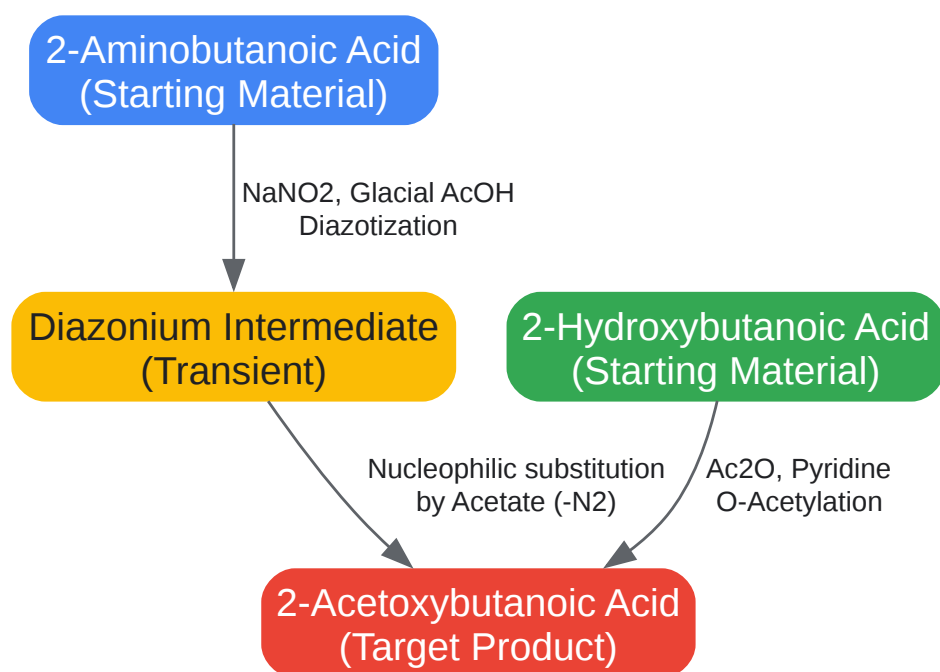 2-Aminobutanoic Acid
(Starting Material)
NaNO2, Glacial AcOH
Diazotization
Diazonium Intermediate
(Transient)
2-Hydroxybutanoic Acid
(Starting Material)
Nucleophilic substitution
by Acetate (-N2)
Ac2O, Pyridine
O-Acetylation
2-Acetoxybutanoic Acid
(Target Product)